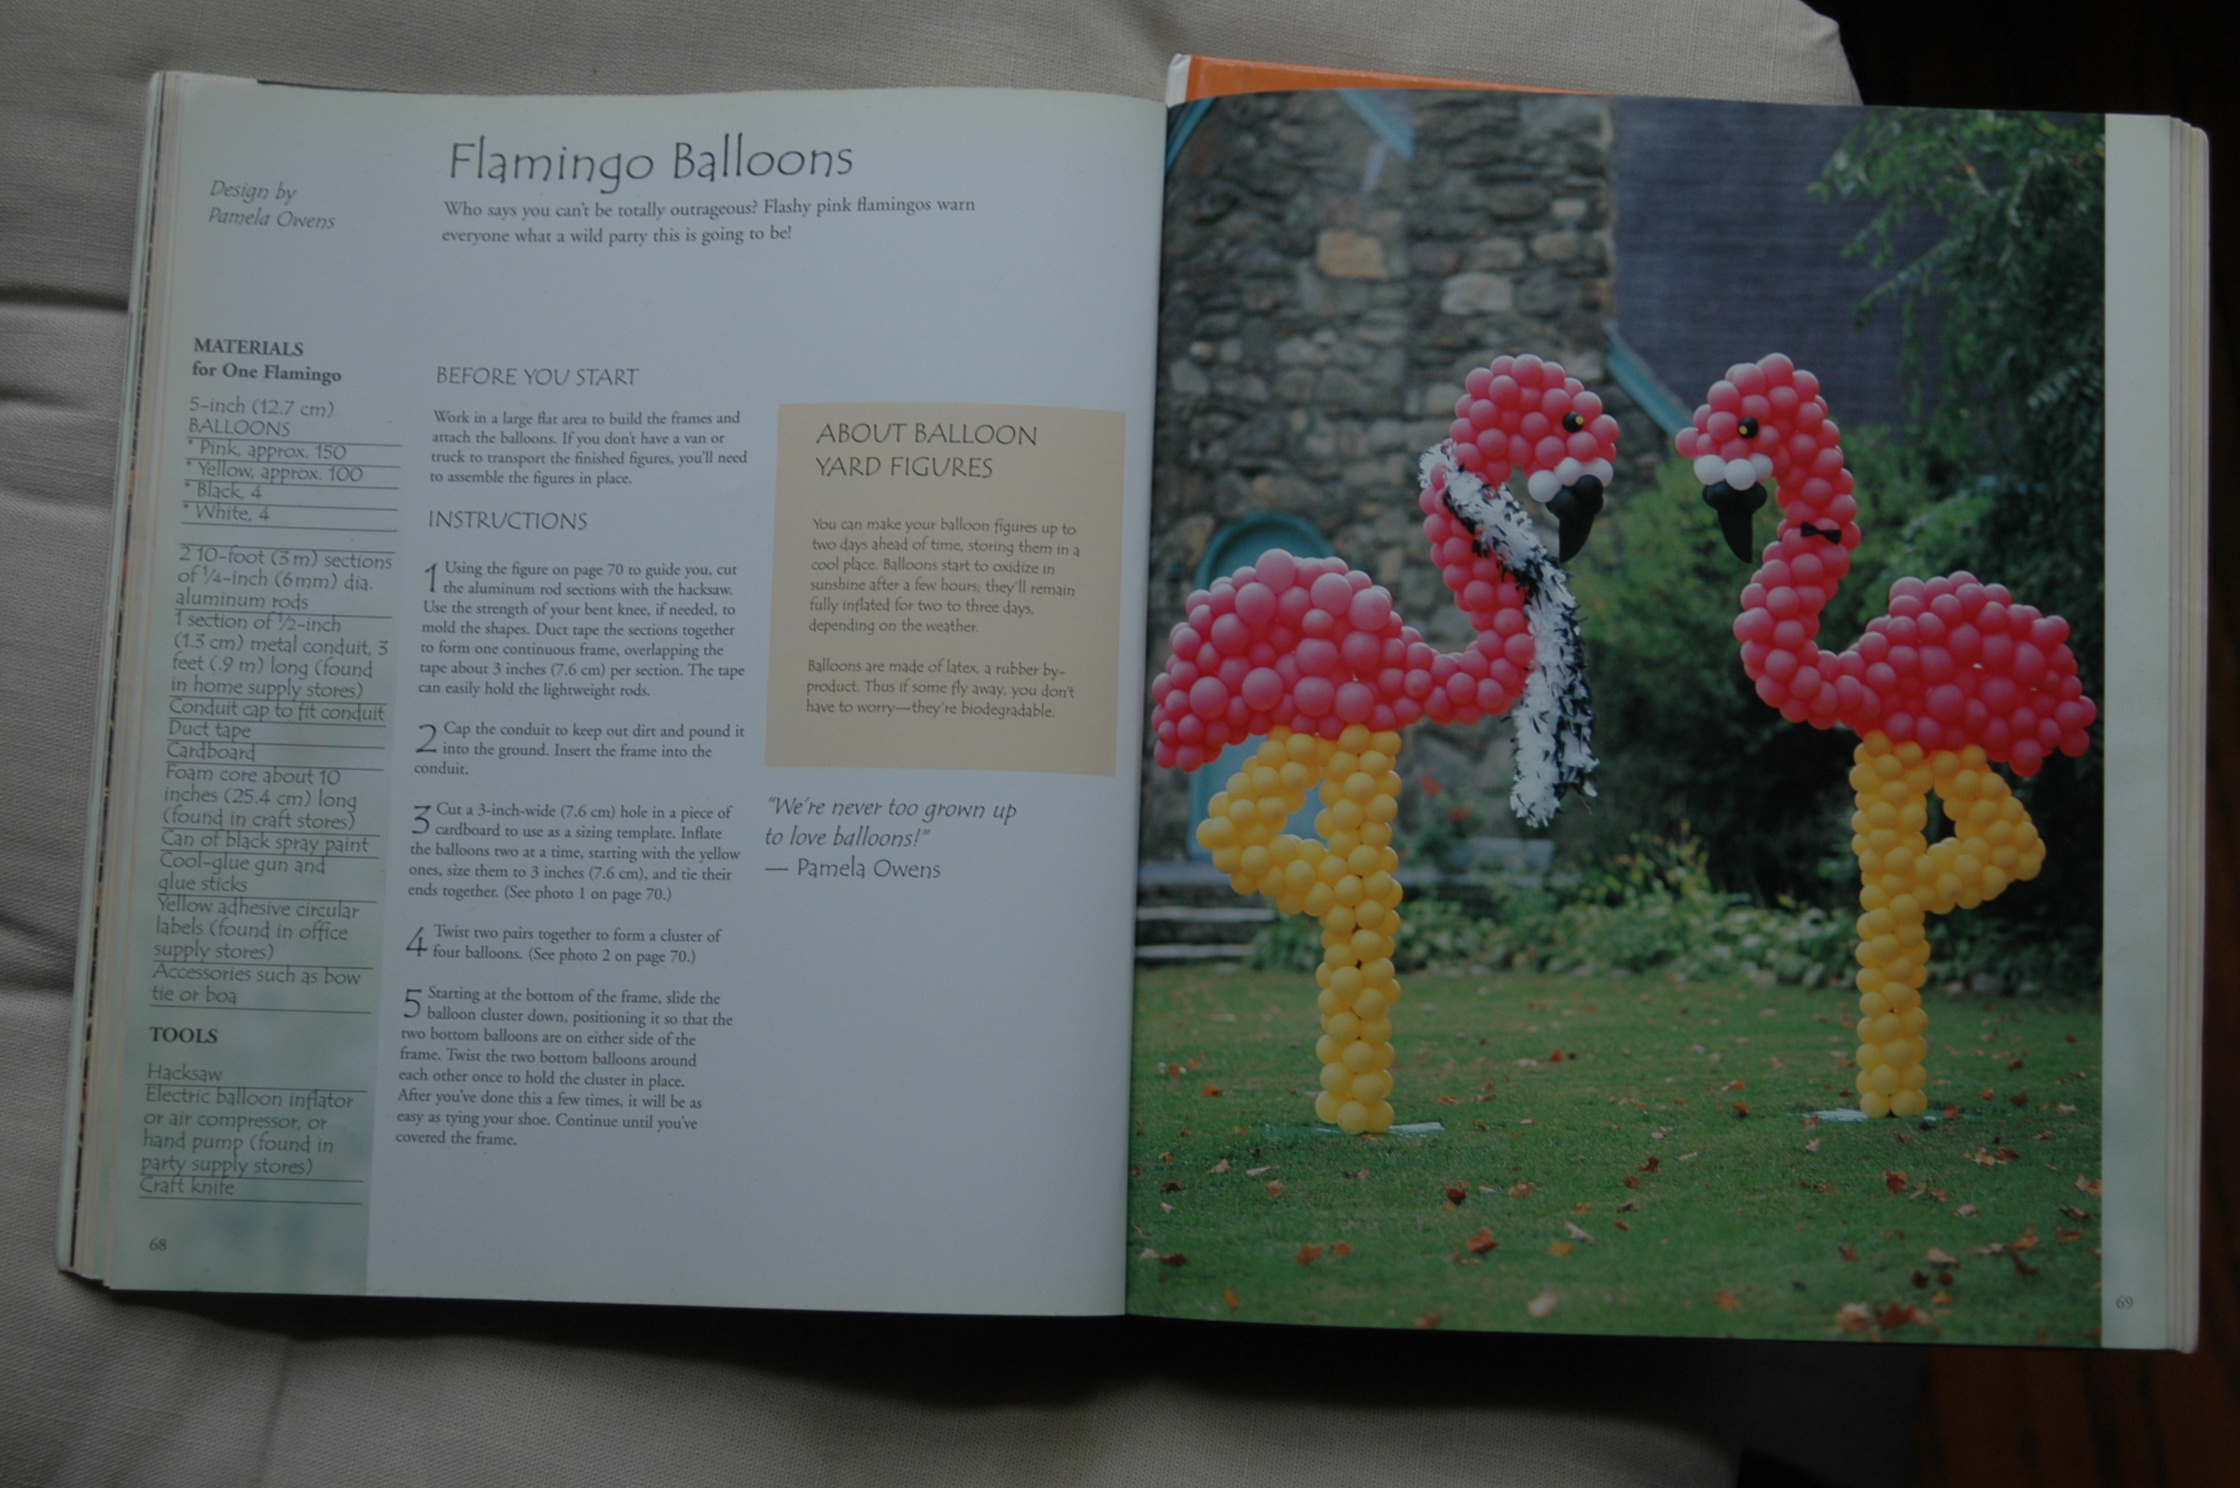 Flamingo Balloons
Design by
Pamela Owens
Who says you can't be totally outrageous? Flashy pink flamingos warn
everyone what a wild party this is going to be!
MATERIALS
for One Flamingo
5-inch (12.7 cm)
BALLOONS
* Pink, approx. 150
* Yellow, approx. 100
* Black, 4
* White, 4
2 10-foot (3 m) sections
of 1/4-inch (6mm) dia.
aluminum rods
1 section of 1/2-inch
(1.3 cm) metal conduit, 3
feet (.9 m) long (found
in home supply stores)
Conduit cap to fit conduit
Duct tape
Cardboard
Foam core about 10
inches (25.4 cm) long
(found in craft stores)
Can of black spray paint
Cool-glue gun and
glue sticks
Yellow adhesive circular
labels (found in office
supply stores)
Accessories such as bow
tie or boa
TOOLS
Hacksaw
Electric balloon inflator
or air compressor, or
hand pump (found in
party supply stores)
Craft knife
68
BEFORE YOU START
Work in a large flat area to build the frames and
attach the balloons. If you don't have a van or
truck to transport the finished figures, you'll need
to assemble the figures in place.
INSTRUCTIONS
1 Using the figure on page 70 to guide you, cut
the aluminum rod sections with the hacksaw.
Use the strength of your bent knee, if needed, to
mold the shapes. Duct tape the sections together
to form one continuous frame, overlapping the
tape about 3 inches (7.6 cm) per section. The tape
can easily hold the lightweight rods.
2 Cap the conduit to keep out dirt and pound it
into the ground. Insert the frame into the
conduit.
3 Cut a 3-inch-wide (7.6 cm) hole in a piece of
cardboard to use as a sizing template. Inflate
the balloons two at a time, starting with the yellow
ones, size them to 3 inches (7.6 cm), and tie their
ends together. (See photo 1 on page 70.)
4 Twist two pairs together to form a cluster of
four balloons. (See photo 2 on page 70.)
5 Starting at the bottom of the frame, slide the
balloon cluster down, positioning it so that the
two bottom balloons are on either side of the
frame. Twist the two bottom balloons around
each other once to hold the cluster in place.
After you've done this a few times, it will be as
easy as tying your shoe. Continue until you've
covered the frame.
ABOUT BALLOON
YARD FIGURES
You can make your balloon figures up to
two days ahead of time, storing them in a
cool place. Balloons start to oxidize in
sunshine after a few hours; they'll remain
fully inflated for two to three days,
depending on the weather.
Balloons are made of latex, a rubber by-
product. Thus if some fly away, you don't
have to worry—they're biodegradable.
"We're never too grown up
to love balloons!"
— Pamela Owens
69